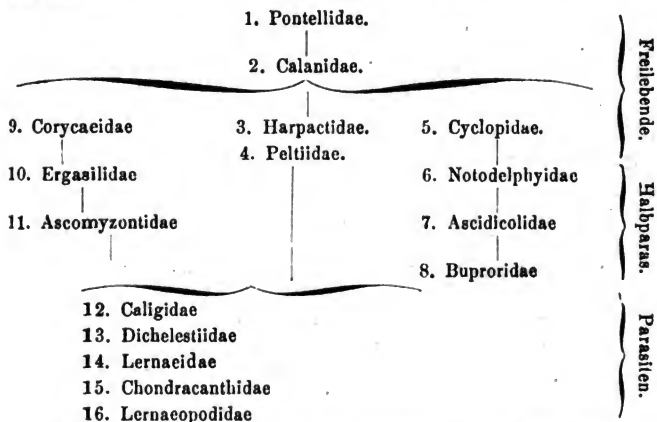 1. Pontellidae.
2. Calanidae.
9. Corycaeidae 3. Harpactidae. 5. Cyclopidae.
4. Peltiidae.
10. Ergasilidae 6. Notodelphyidae
11. Ascomyzontidae 7. Ascidicolidae
8. Buproridae
12. Caligidae
13. Dichelestiidae
14. Lernaeidae
15. Chondracanthidae
16. Lernaeopodidae
Freilebende.
Halbparas.
Parasiten.